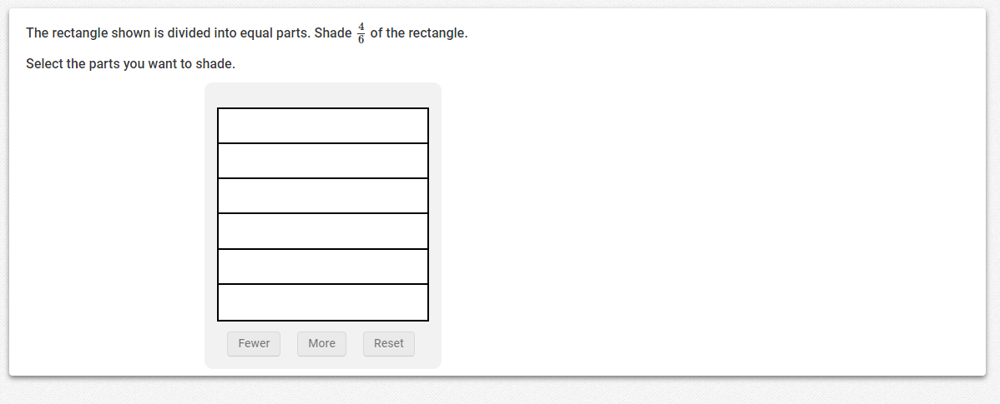 The rectangle shown is divided into equal parts. Shade 4/6 of the rectangle.
Select the parts you want to shade.
Fewer More Reset